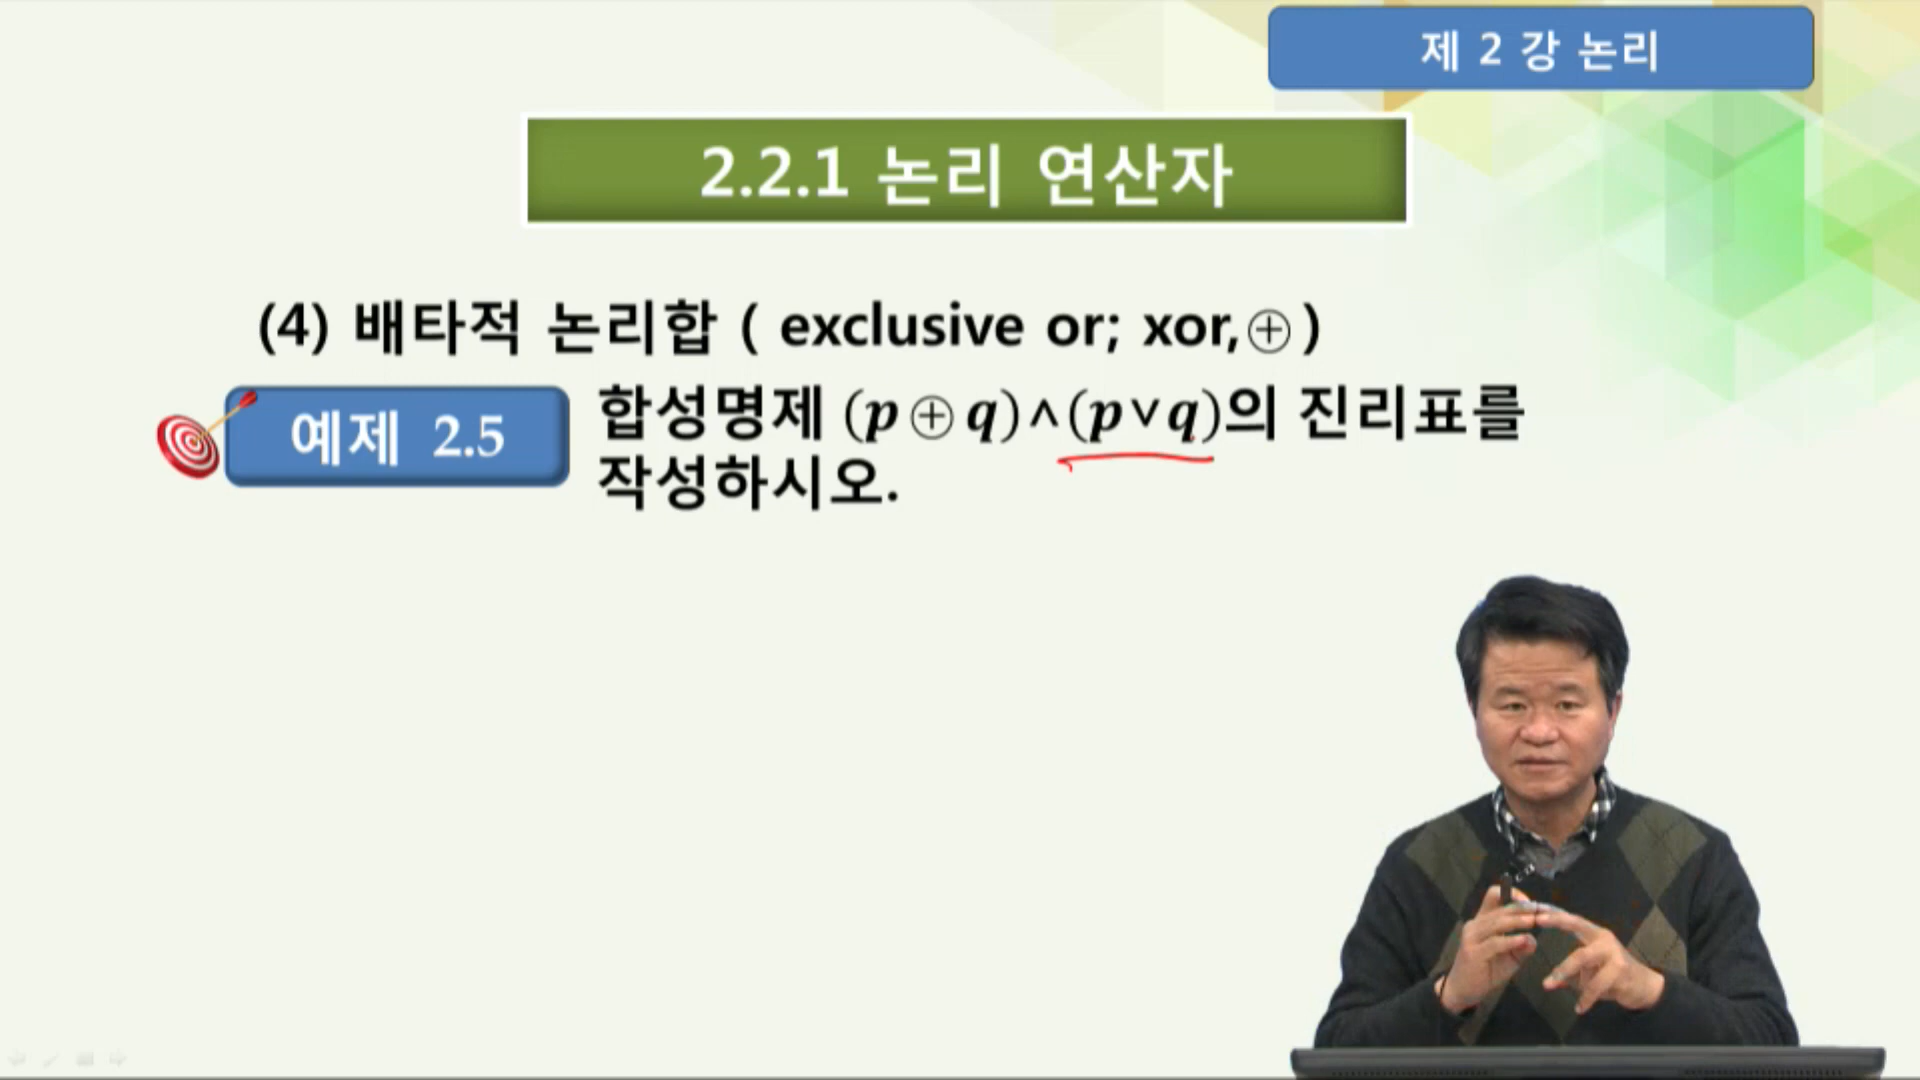 제 2 강 논리
2.2.1 논리 연산자
(4) 배타적 논리합 ( exclusive or; xor,⊕ )
예제 2.5
합성명제 (p⊕q)∧(p∨q)의 진리표를
작성하시오.